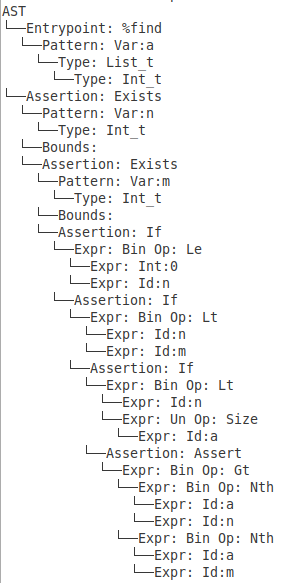 AST
└──Entrypoint: %find
└──Pattern: Var:a
└──Type: List_t
└──Type: Int_t
└──Assertion: Exists
└──Pattern: Var:n
└──Type: Int_t
└──Bounds:
└──Assertion: Exists
└──Pattern: Var:m
└──Type: Int_t
└──Bounds:
└──Assertion: If
└──Expr: Bin Op: Le
└──Expr: Int:0
└──Expr: Id:n
└──Assertion: If
└──Expr: Bin Op: Lt
└──Expr: Id:n
└──Expr: Id:m
└──Assertion: If
└──Expr: Bin Op: Lt
└──Expr: Id:n
└──Expr: Un Op: Size
└──Expr: Id:a
└──Assertion: Assert
└──Expr: Bin Op: Gt
└──Expr: Bin Op: Nth
└──Expr: Id:a
└──Expr: Id:n
└──Expr: Bin Op: Nth
└──Expr: Id:a
└──Expr: Id:m